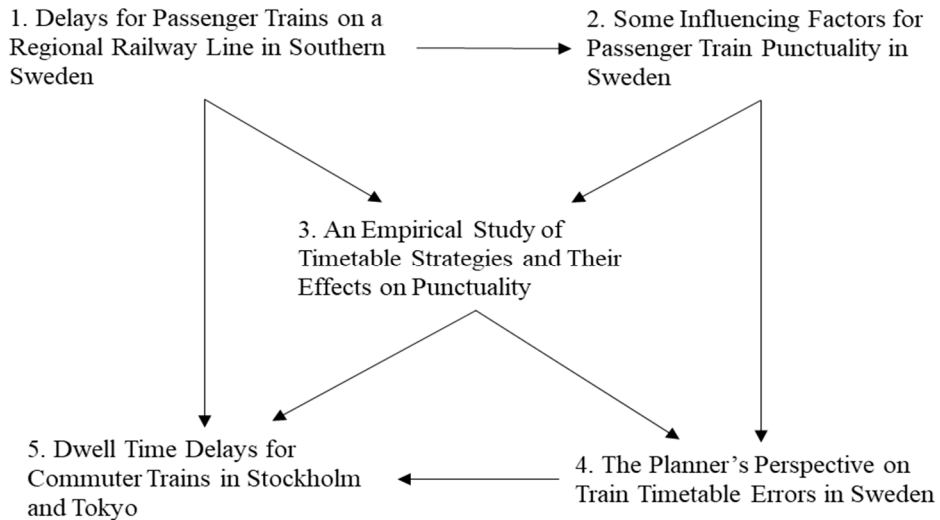 1. Delays for Passenger Trains on a
Regional Railway Line in Southern
Sweden
2. Some Influencing Factors for
Passenger Train Punctuality in
Sweden
3. An Empirical Study of
Timetable Strategies and Their
Effects on Punctuality
5. Dwell Time Delays for
Commuter Trains in Stockholm
and Tokyo
4. The Planner’s Perspective on
Train Timetable Errors in Sweden